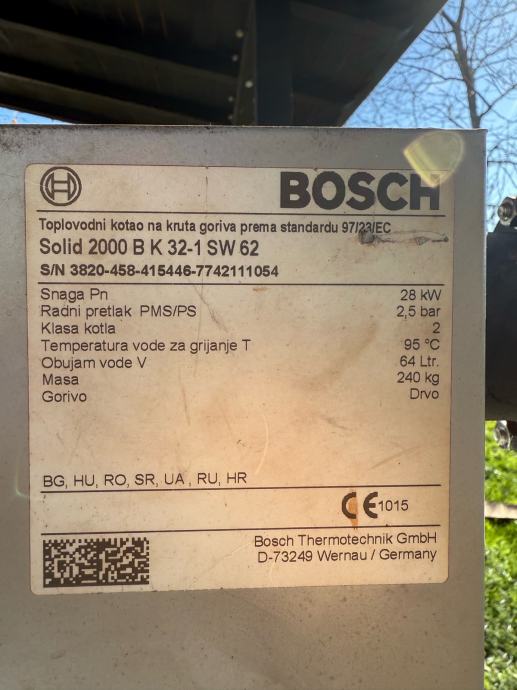 BOSCH
Toplovodni kotao na kruta goriva prema standardu 97/23/EC
Solid 2000 B K 32-1 SW 62
S/N 3820-458-415446-7742111054
Snaga Pn 28 kW
Radni pretlak PMS/PS 2,5 bar
Klasa kotla 2
Temperatura vode za grijanje T 95 °C
Obujam vode V 64 Ltr.
Masa 240 kg
Gorivo Drvo
BG, HU, RO, SR, UA , RU, HR
CE 1015
Bosch Thermotechnik GmbH
D-73249 Wernau / Germany